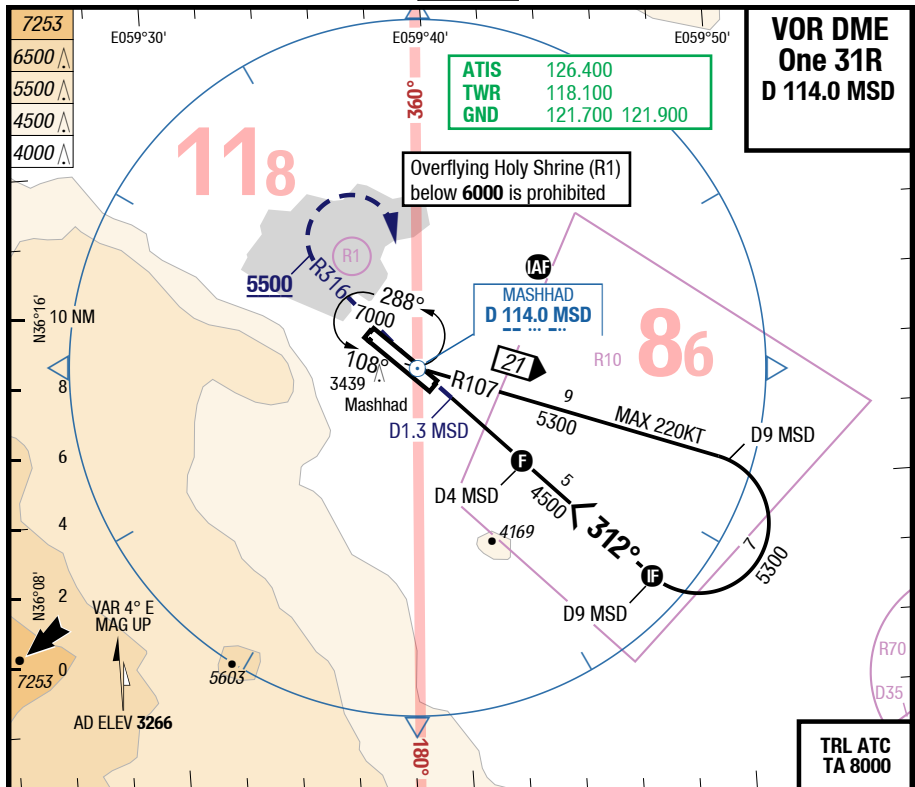 7253
6500
5500
4500
4000
E059°30'
E059°40'
E059°50'
VOR DME
One 31R
D 114.0 MSD
ATIS 126.400
TWR 118.100
GND 121.700 121.900
360°
118
Overflying Holy Shrine (R1)
below 6000 is prohibited
R1
IAF
5500
R316
MASHHAD
D 114.0 MSD
86
R10
N36°16'
10 NM
288°
7000
108°
3439
Mashhad
21
R107
9
5300
MAX 220KT
D9 MSD
8
D1.3 MSD
6
F
D4 MSD
5
4500
4
4169
312°
7
5300
IF
D9 MSD
N36°08'
2
VAR 4° E
MAG UP
0
7253
5603
AD ELEV 3266
R70
D35
180°
TRL ATC
TA 8000